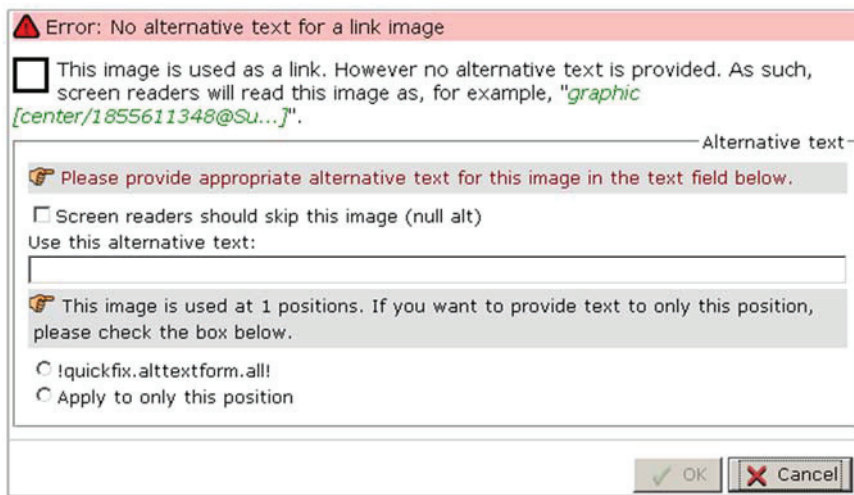 Error: No alternative text for a link image
This image is used as a link. However no alternative text is provided. As such,
screen readers will read this image as, for example, "graphic
[center/1855611348@Su...]".
Alternative text
Please provide appropriate alternative text for this image in the text field below.
Screen readers should skip this image (null alt)
Use this alternative text:
This image is used at 1 positions. If you want to provide text to only this position,
please check the box below.
!quickfix.alttextform.all!
Apply to only this position
OK Cancel